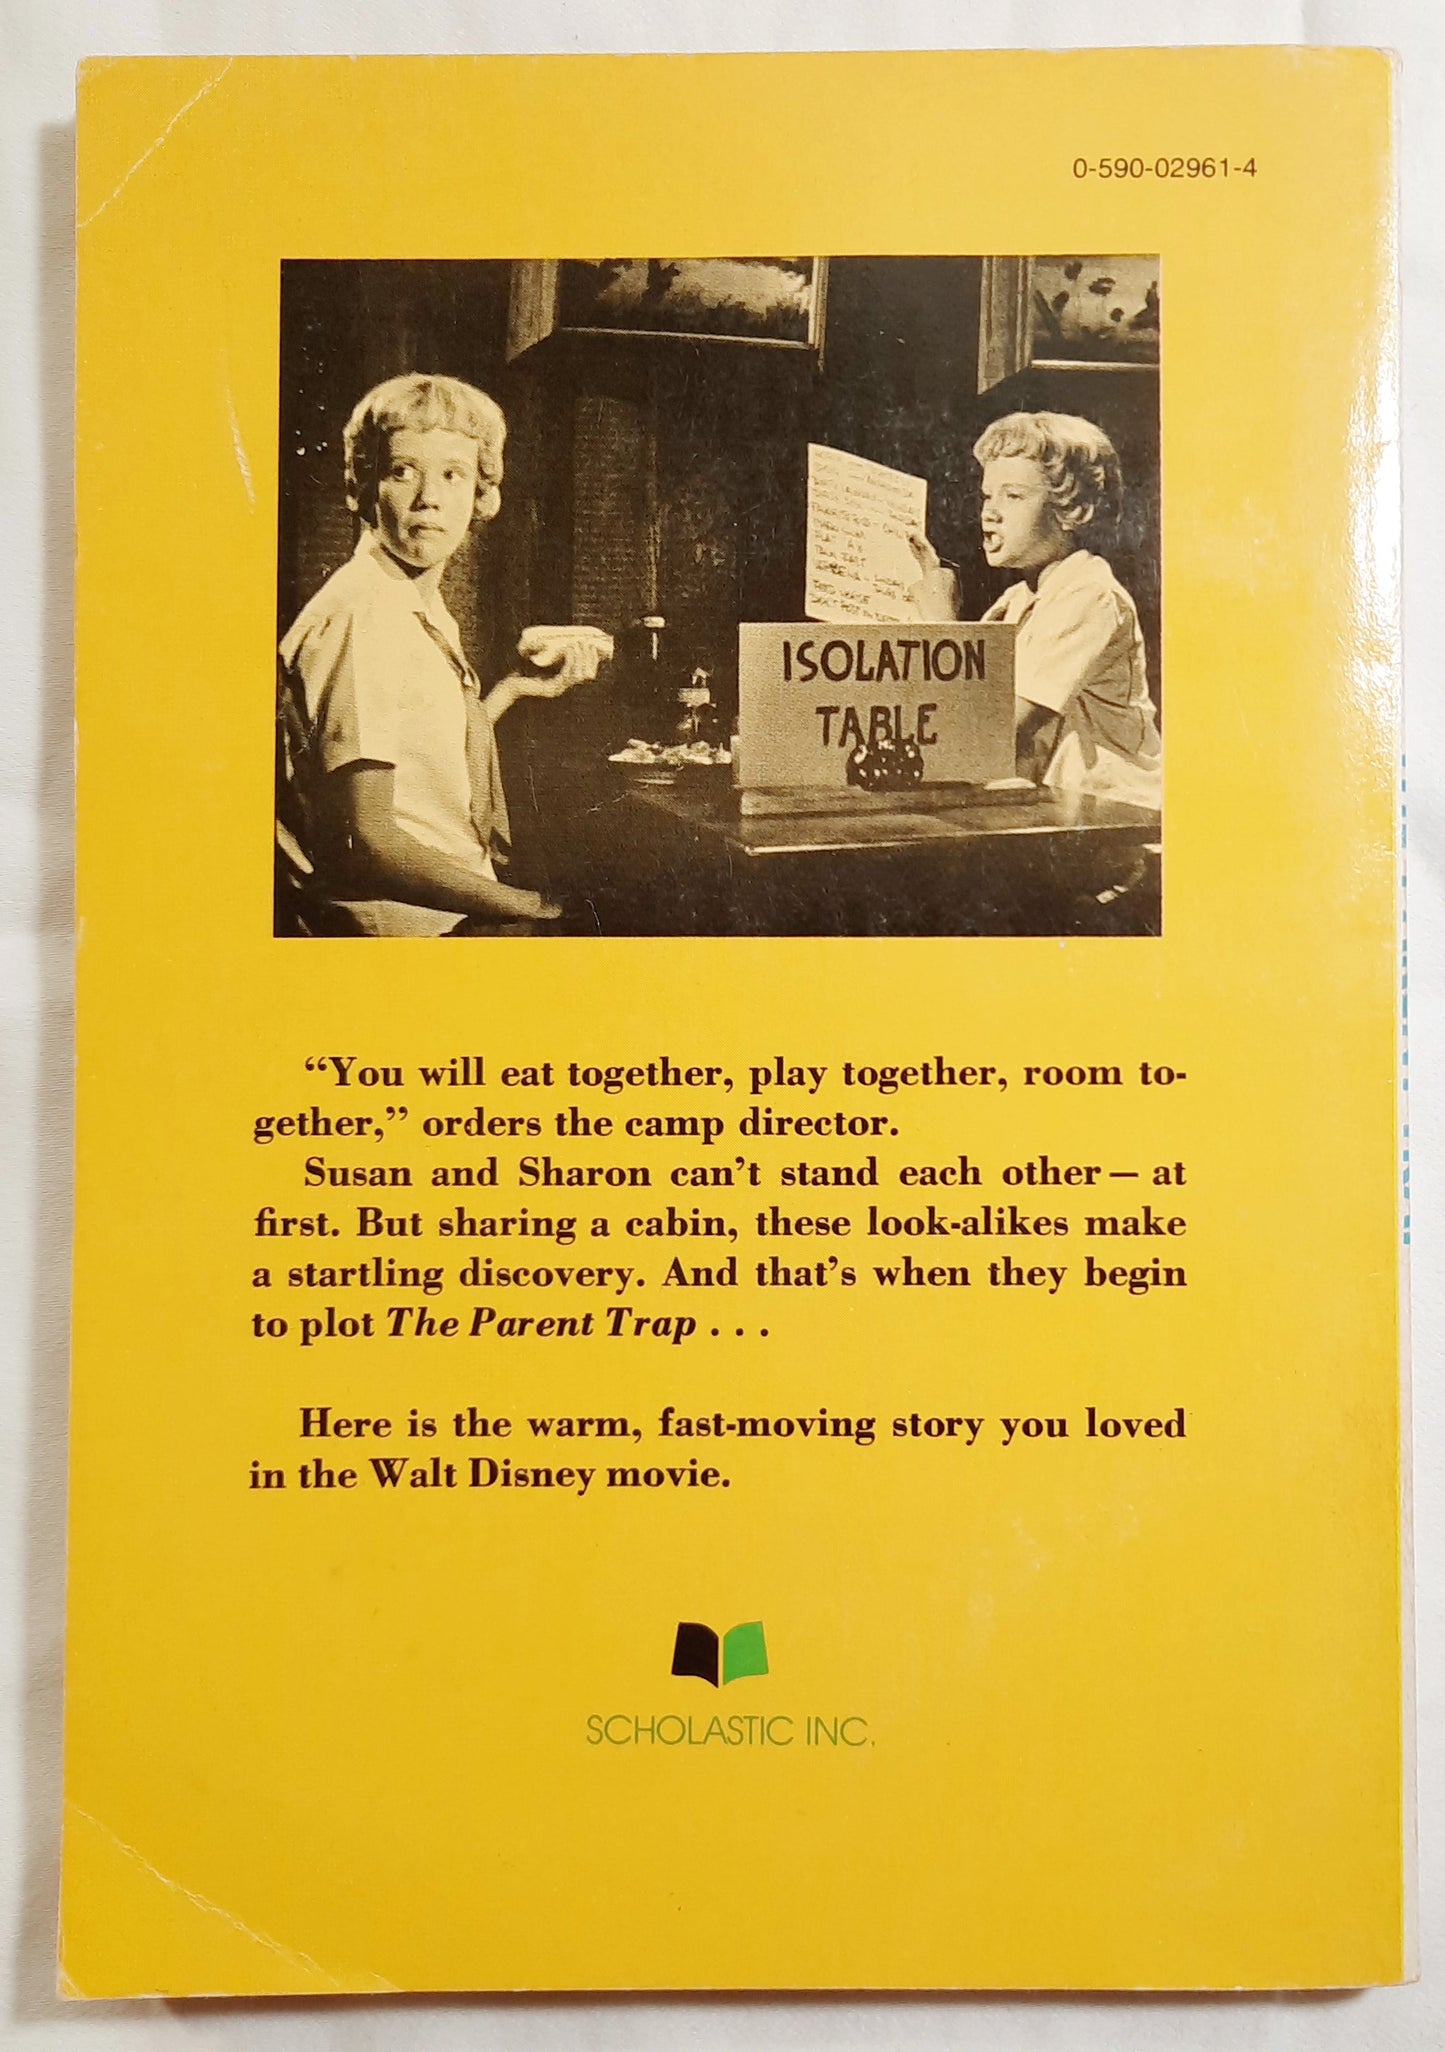 0-590-02961-4
ISOLATION
TABLE
“You will eat together, play together, room to-
gether,” orders the camp director.
Susan and Sharon can’t stand each other — at
first. But sharing a cabin, these look-alikes make
a startling discovery. And that’s when they begin
to plot The Parent Trap . . .
Here is the warm, fast-moving story you loved
in the Walt Disney movie.
SCHOLASTIC INC.